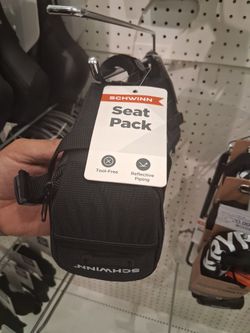 SCHWINN
Seat
Pack
Tool-Free
Reflective
Piping
SCHWINN